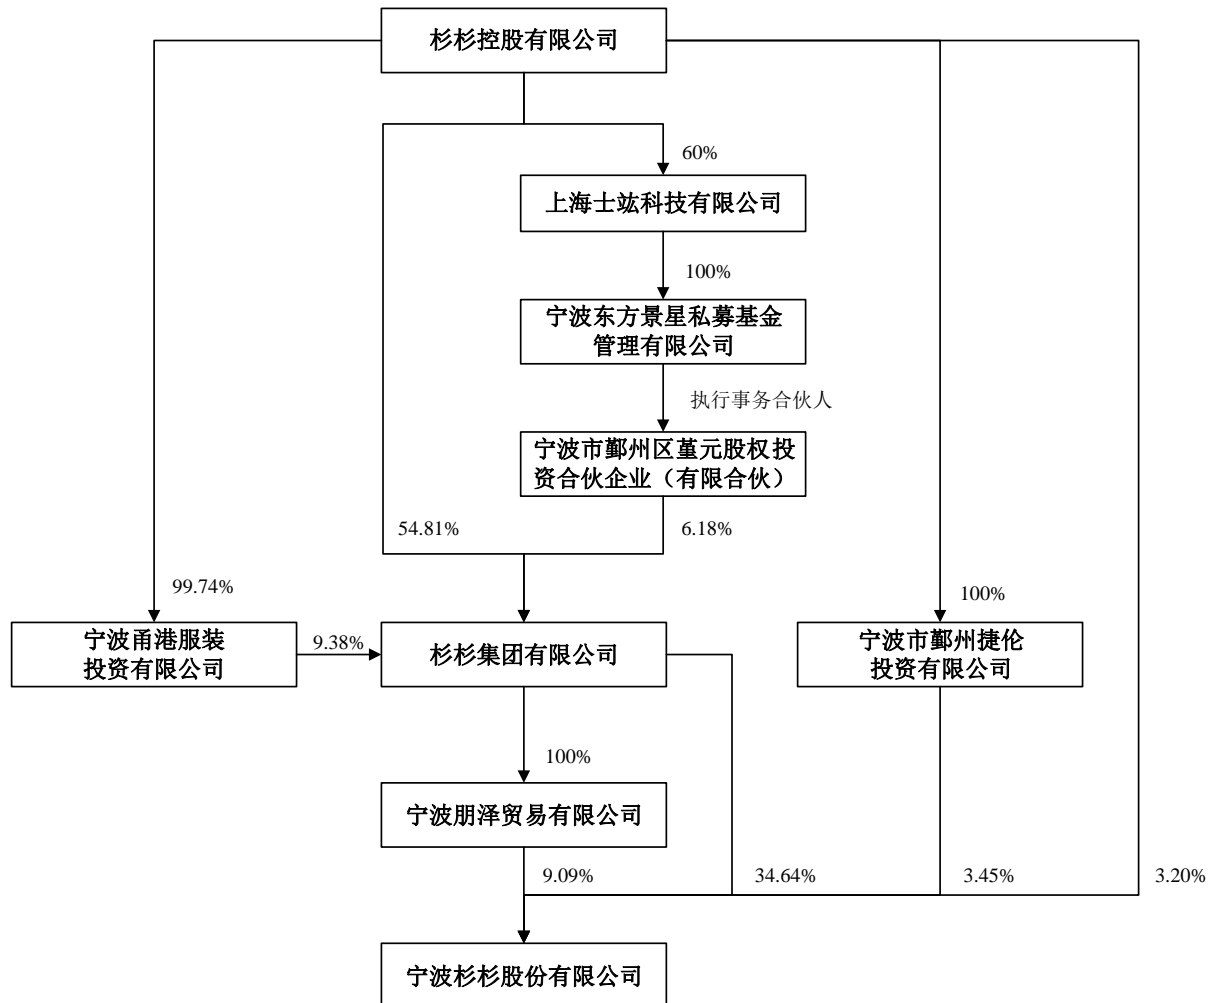 杉杉控股有限公司
60%
上海士竑科技有限公司
100%
宁波东方景星私募基金
管理有限公司
执行事务合伙人
宁波市鄞州区堇元股权投
资合伙企业（有限合伙）
54.81%
6.18%
99.74%
100%
宁波甬港服装
投资有限公司
9.38%
杉杉集团有限公司
宁波市鄞州捷伦
投资有限公司
100%
宁波朋泽贸易有限公司
9.09%
34.64%
3.45%
3.20%
宁波杉杉股份有限公司